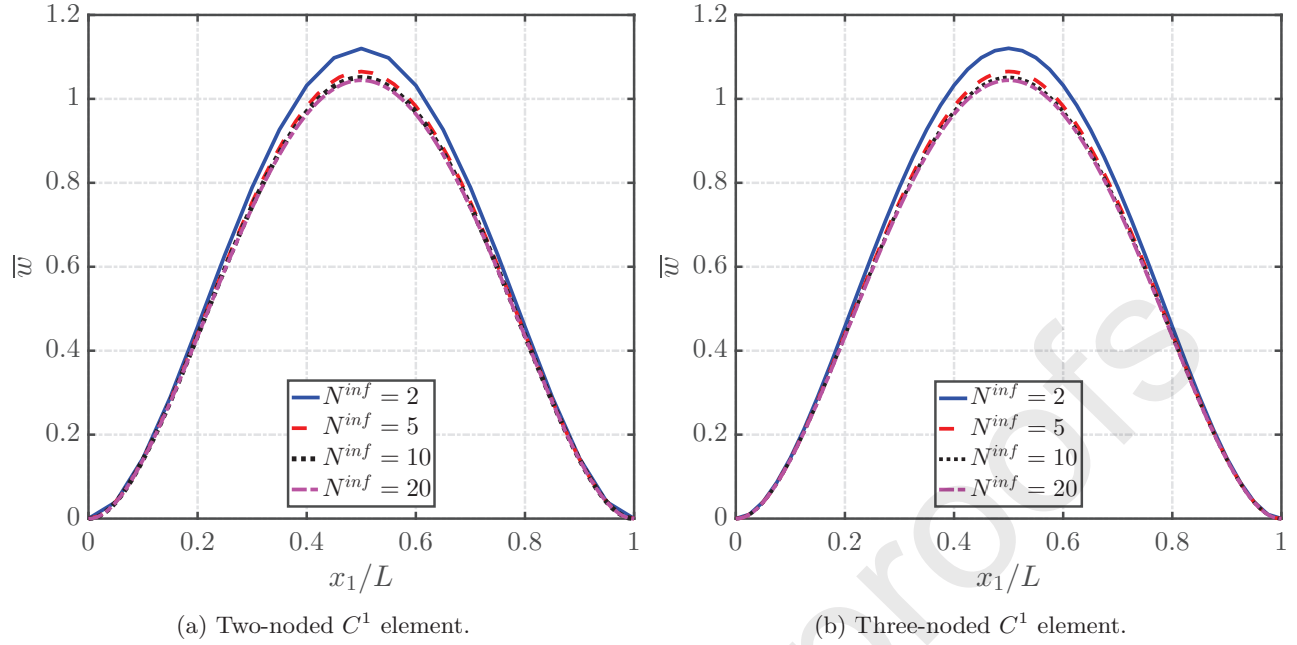 1.2
1
0.8
0.6
0.4
0.2
0
w̅
0 0.2 0.4 0.6 0.8 1
x₁/L
N^{inf} = 2
N^{inf} = 5
N^{inf} = 10
N^{inf} = 20
(a) Two-noded C¹ element.
1.2
1
0.8
0.6
0.4
0.2
0
w̅
0 0.2 0.4 0.6 0.8 1
x₁/L
N^{inf} = 2
N^{inf} = 5
N^{inf} = 10
N^{inf} = 20
(b) Three-noded C¹ element.
proofs